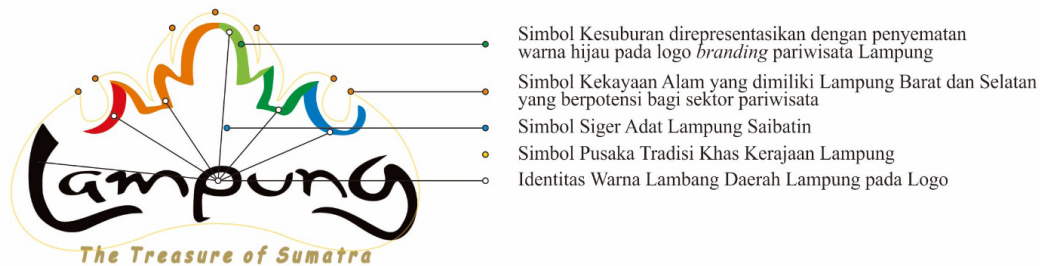 Lampung
The Treasure of Sumatra
Simbol Kesuburan direpresentasikan dengan penyematan
warna hijau pada logo branding pariwisata Lampung
Simbol Kekayaan Alam yang dimiliki Lampung Barat dan Selatan
yang berpotensi bagi sektor pariwisata
Simbol Siger Adat Lampung Saibatin
Simbol Pusaka Tradisi Khas Kerajaan Lampung
Identitas Warna Lambang Daerah Lampung pada Logo